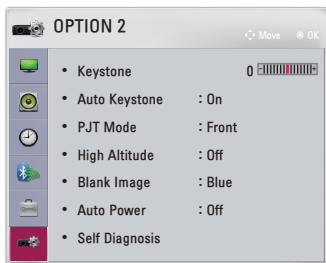 OPTION 2
Move OK
• Keystone 0
• Auto Keystone : On
• PJT Mode : Front
• High Altitude : Off
• Blank Image : Blue
• Auto Power : Off
• Self Diagnosis